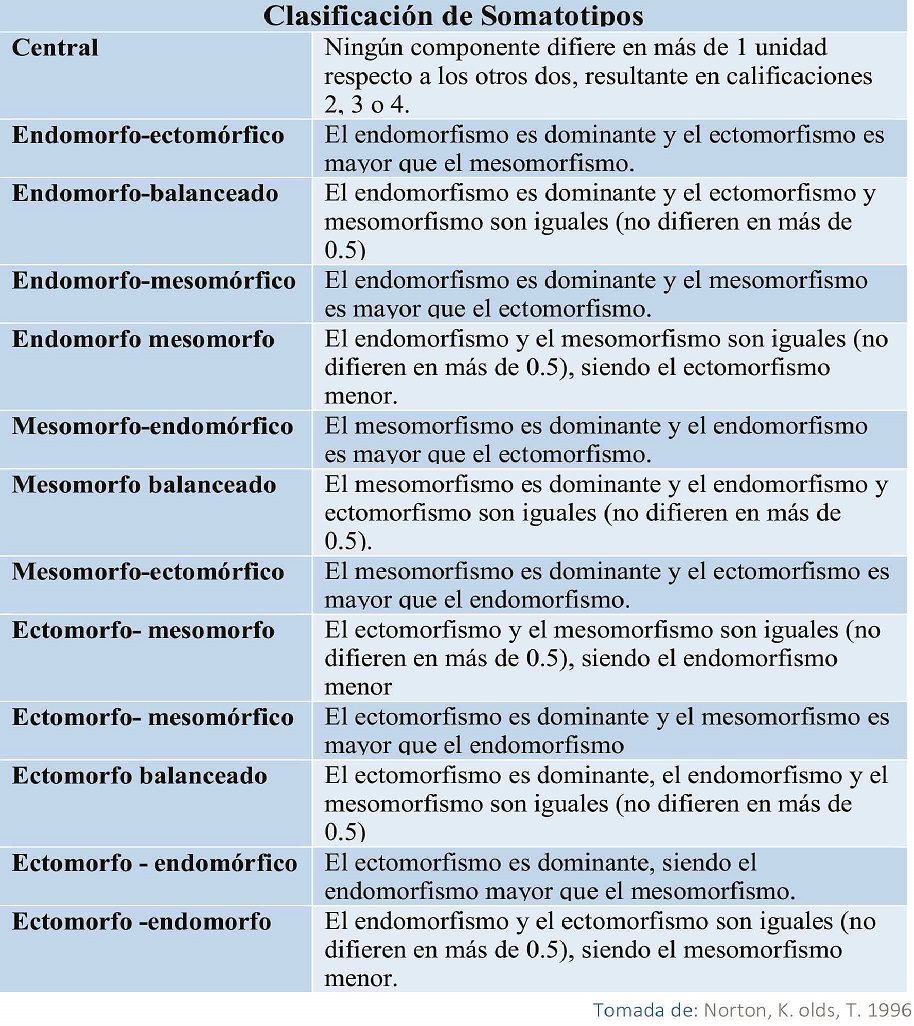 Clasificación de Somatotipos
Central
Ningún componente difiere en más de 1 unidad
respecto a los otros dos, resultante en calificaciones
2, 3 o 4.
Endomorfo-ectomórfico
El endomorfismo es dominante y el ectomorfismo es
mayor que el mesomorfismo.
Endomorfo-balanceado
El endomorfismo es dominante y el ectomorfismo y
mesomorfismo son iguales (no difieren en más de
0.5)
Endomorfo-mesomórfico
El endomorfismo es dominante y el mesomorfismo
es mayor que el ectomorfismo.
Endomorfo mesomorfo
El endomorfismo y el mesomorfismo son iguales (no
difieren en más de 0.5), siendo el ectomorfismo
menor.
Mesomorfo-endomórfico
El mesomorfismo es dominante y el endomorfismo
es mayor que el ectomorfismo.
Mesomorfo balanceado
El mesomorfismo es dominante y el endomorfismo y
ectomorfismo son iguales (no difieren en más de
0.5).
Mesomorfo-ectomórfico
El mesomorfismo es dominante y el ectomorfismo es
mayor que el endomorfismo.
Ectomorfo- mesomorfo
El ectomorfismo y el mesomorfismo son iguales (no
difieren en más de 0.5), siendo el endomorfismo
menor
Ectomorfo- mesomórfico
El ectomorfismo es dominante y el mesomorfismo es
mayor que el endomorfismo
Ectomorfo balanceado
El ectomorfismo es dominante, el endomorfismo y el
mesomorfismo son iguales (no difieren en más de
0.5)
Ectomorfo - endomórfico
El ectomorfismo es dominante, siendo el
endomorfismo mayor que el mesomorfismo.
Ectomorfo -endomorfo
El endomorfismo y el ectomorfismo son iguales (no
difieren en más de 0.5), siendo el mesomorfismo
menor.
Tomada de: Norton, K. olds, T. 1996